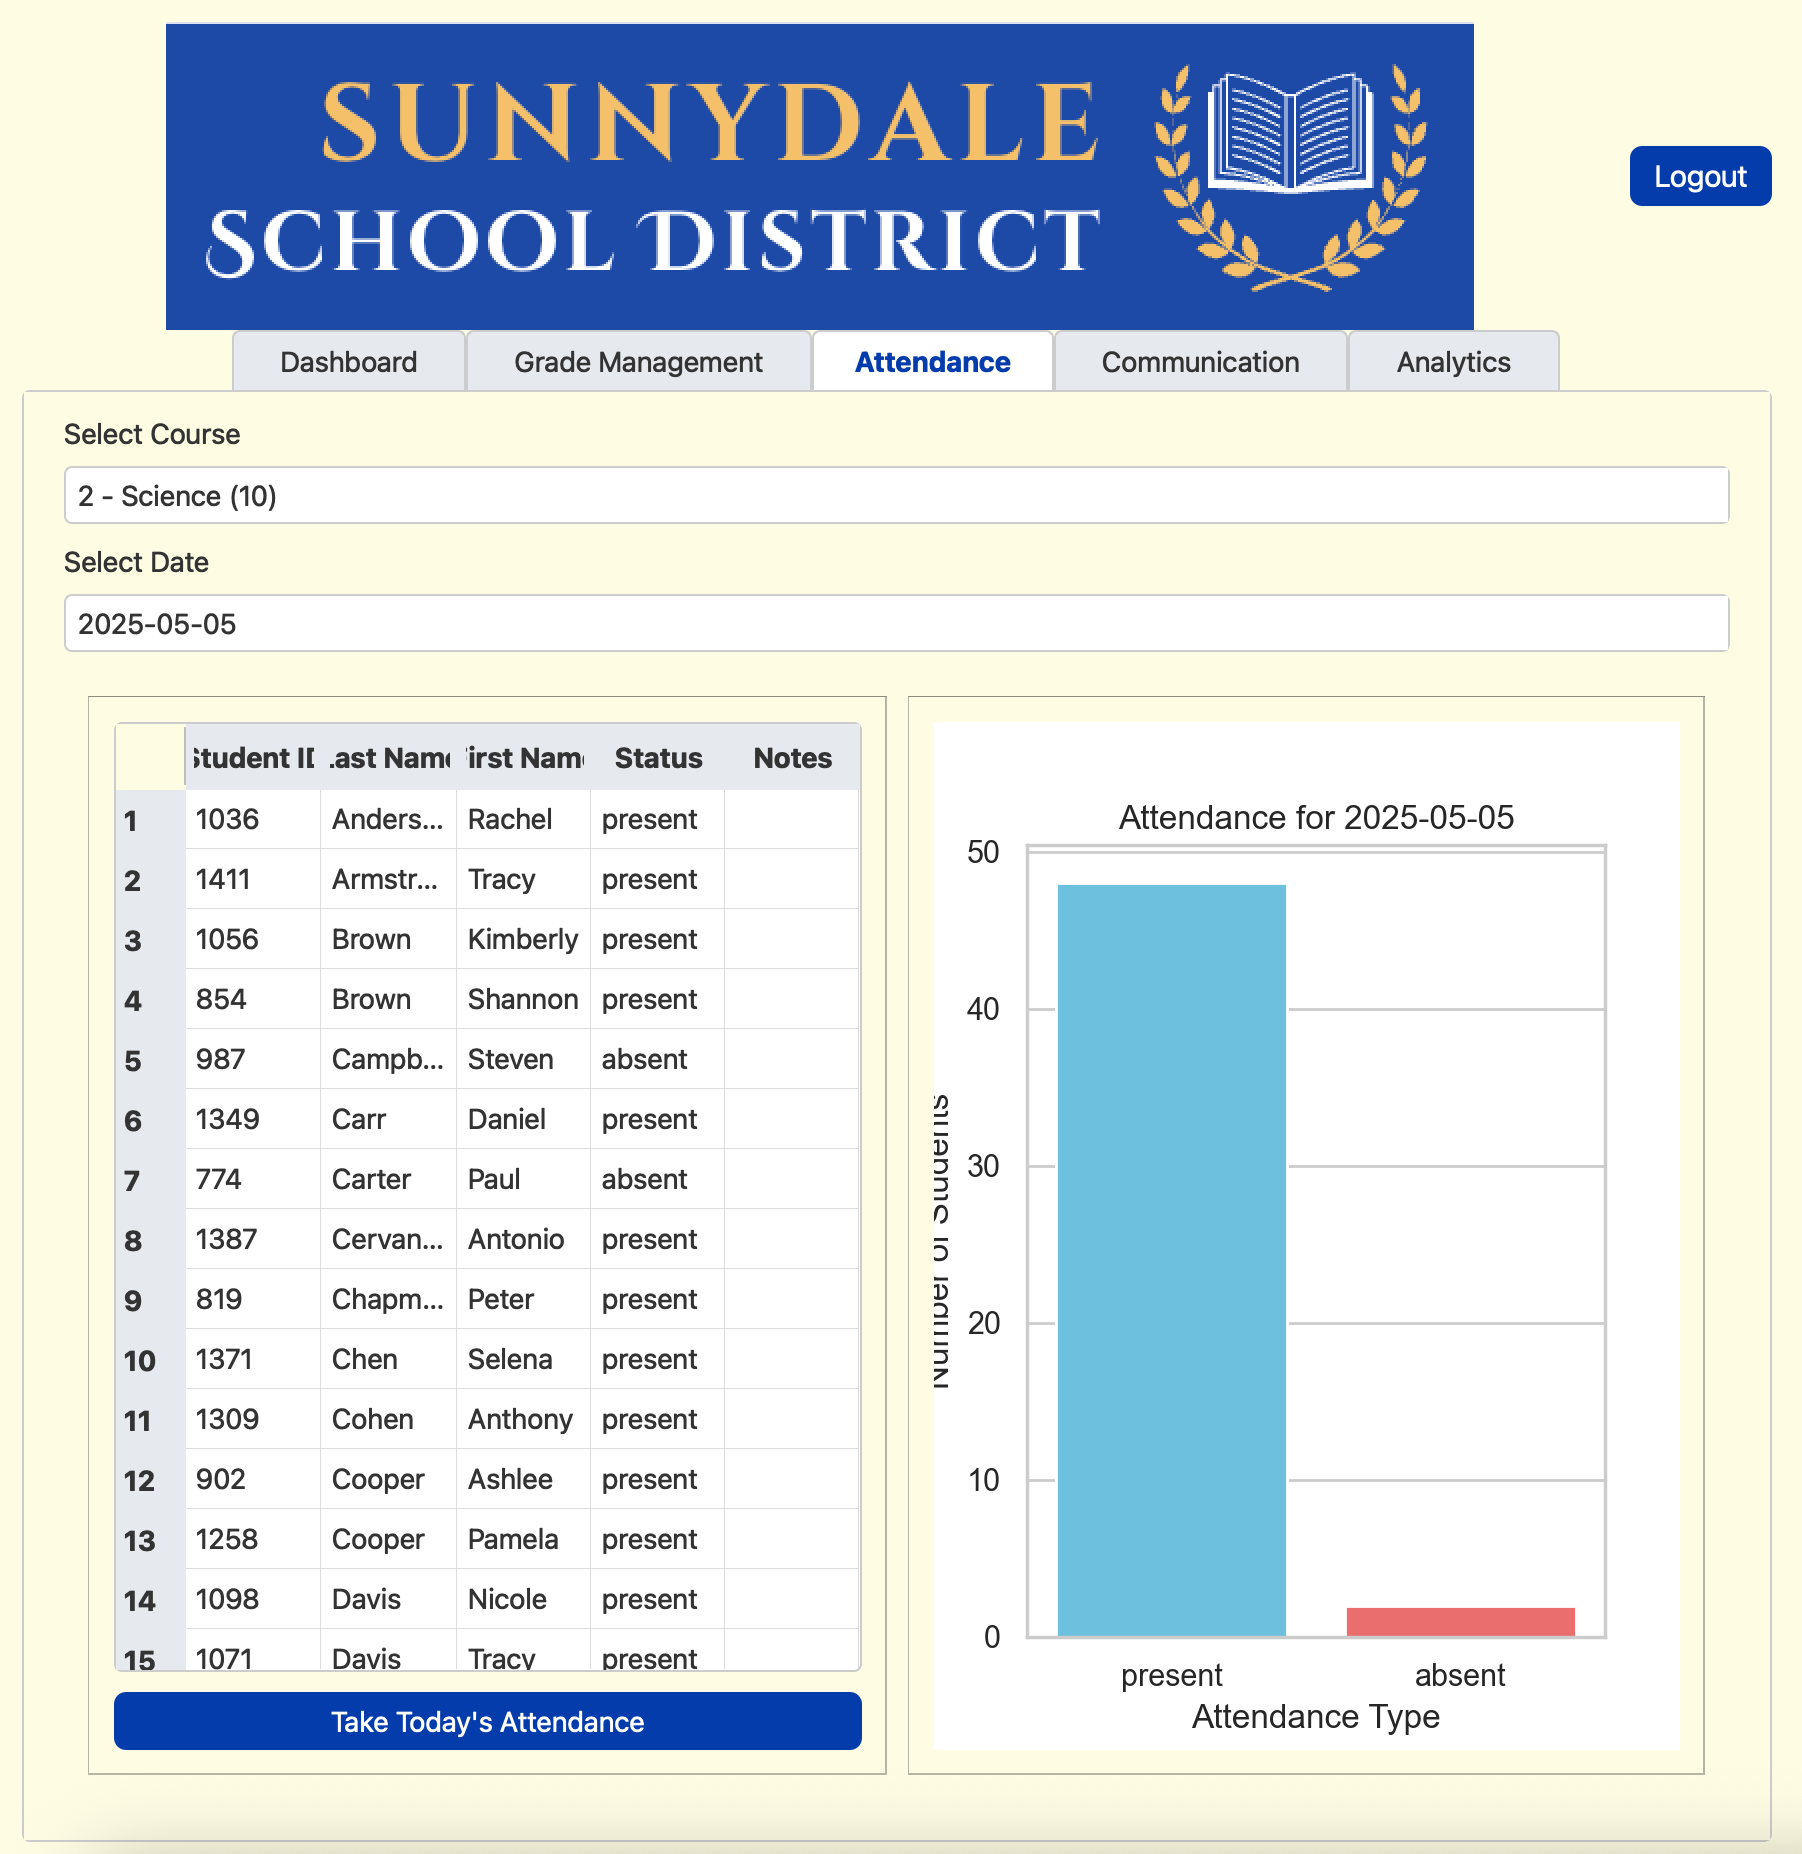 SUNNYDALE
SCHOOL DISTRICT
Logout
Dashboard Grade Management Attendance Communication Analytics
Select Course
2 - Science (10)
Select Date
2025-05-05
Student ID Last Name First Name Status Notes
1 1036 Anders... Rachel present
2 1411 Armstr... Tracy present
3 1056 Brown Kimberly present
4 854 Brown Shannon present
5 987 Campb... Steven absent
6 1349 Carr Daniel present
7 774 Carter Paul absent
8 1387 Cervan... Antonio present
9 819 Chapm... Peter present
10 1371 Chen Selena present
11 1309 Cohen Anthony present
12 902 Cooper Ashlee present
13 1258 Cooper Pamela present
14 1098 Davis Nicole present
15 1071 Davis Tracy present
Take Today's Attendance
Attendance for 2025-05-05
50
40
30
20
10
0
Number of Students
present absent
Attendance Type